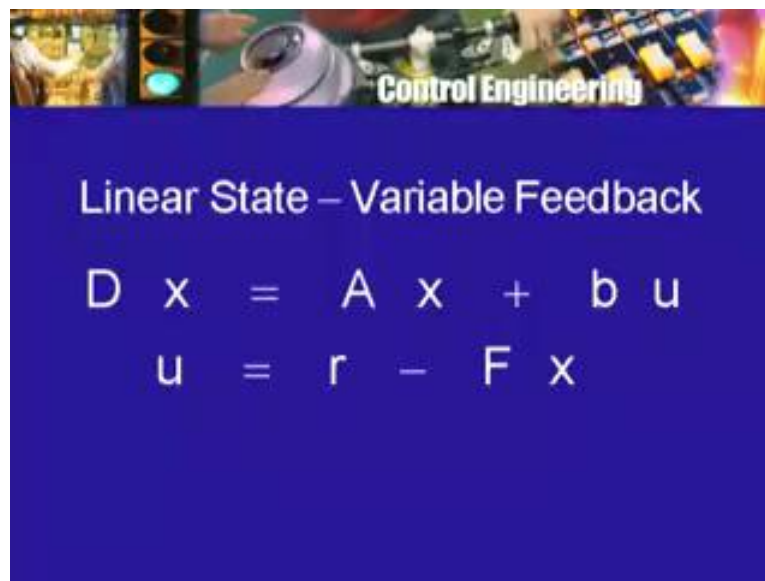 Control Engineering
Linear State – Variable Feedback
D x = A x + b u
u = r – F x